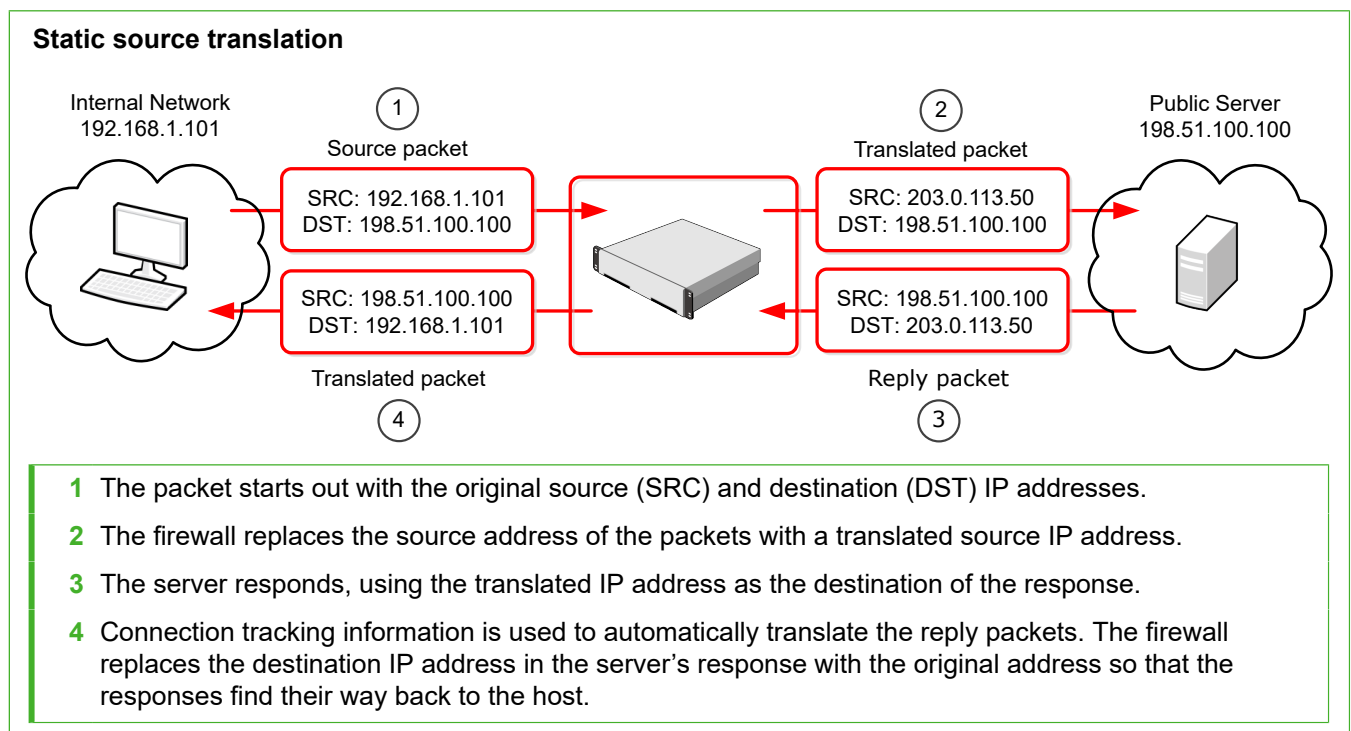 Static source translation
Internal Network
192.168.1.101
1
Source packet
2
Translated packet
Public Server
198.51.100.100
SRC: 192.168.1.101
DST: 198.51.100.100
SRC: 203.0.113.50
DST: 198.51.100.100
SRC: 198.51.100.100
DST: 192.168.1.101
SRC: 198.51.100.100
DST: 203.0.113.50
Translated packet
4
Reply packet
3
1 The packet starts out with the original source (SRC) and destination (DST) IP addresses.
2 The firewall replaces the source address of the packets with a translated source IP address.
3 The server responds, using the translated IP address as the destination of the response.
4 Connection tracking information is used to automatically translate the reply packets. The firewall
replaces the destination IP address in the server’s response with the original address so that the
responses find their way back to the host.